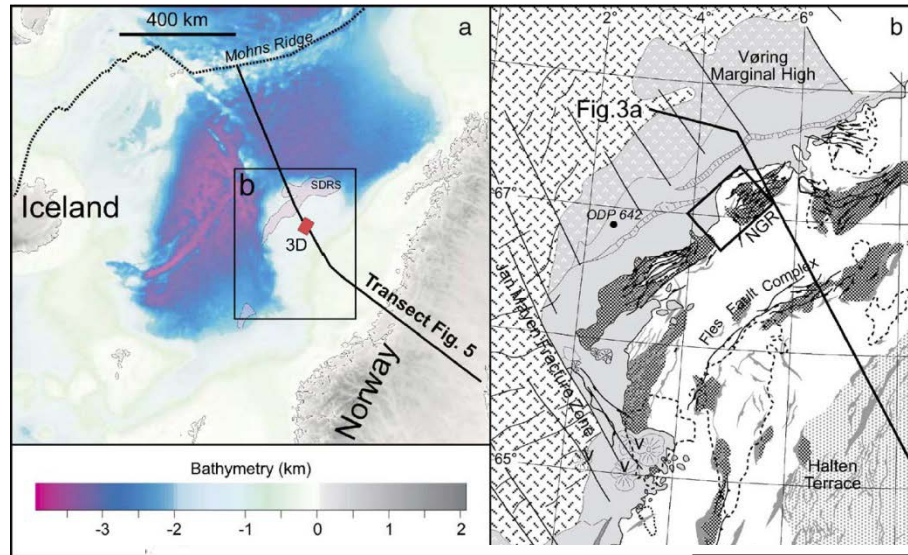 400 km
a
Mohns Ridge
b
SDRS
Iceland
3D
Transect Fig. 5
Norway
Bathymetry (km)
-3 -2 -1 0 1 2
2° 4° 6°
b
Vøring
Marginal High
Fig.3a
67°
ODP 642
NGR
Fles Fault Complex
Jan Mayen Fracture Zone
65°
V
V V
Halten
Terrace